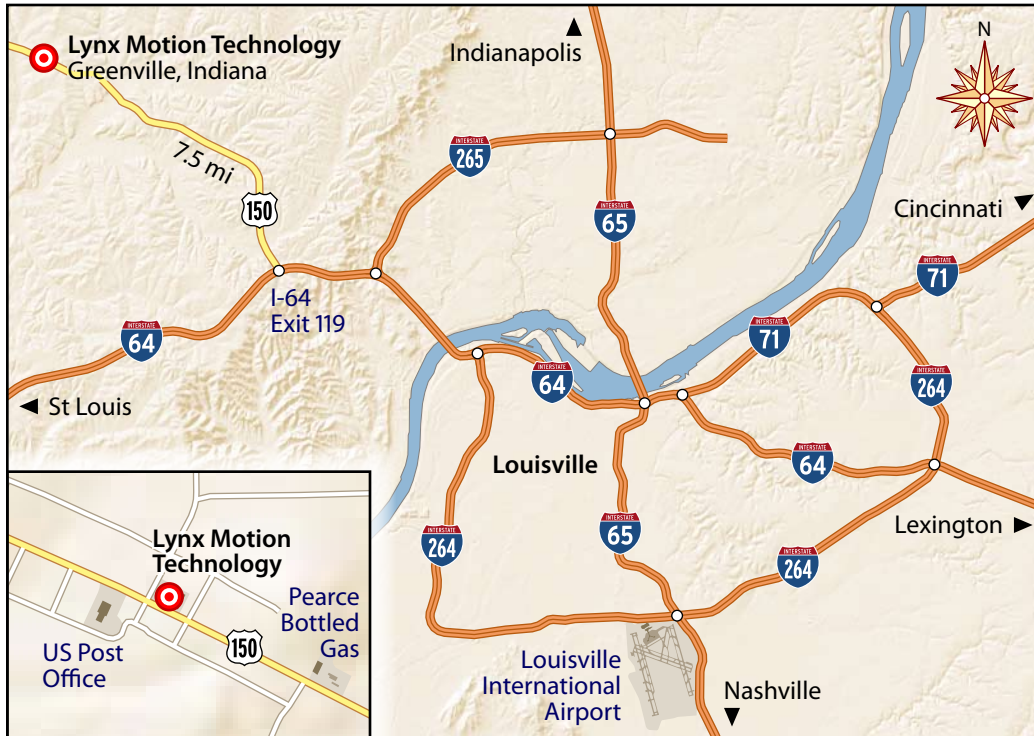 Lynx Motion Technology
Greenville, Indiana
Indianapolis
N
7.5 mi
INTERSTATE
265
150
INTERSTATE
65
Cincinnati
INTERSTATE
71
I-64
Exit 119
INTERSTATE
64
INTERSTATE
71
INTERSTATE
64
INTERSTATE
264
St Louis
Louisville
INTERSTATE
64
Lexington
INTERSTATE
264
INTERSTATE
65
INTERSTATE
264
Lynx Motion
Technology
Pearce
Bottled
Gas
150
US Post
Office
Louisville
International
Airport
Nashville